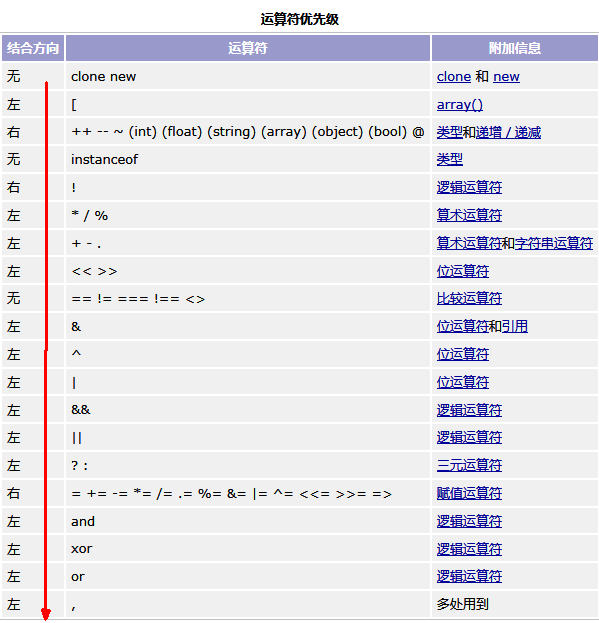 运算符优先级
结合方向 运算符 附加信息
无 clone new clone 和 new
左 [ array()
右 ++ -- ~ (int) (float) (string) (array) (object) (bool) @ 类型和递增／递减
无 instanceof 类型
右 ! 逻辑运算符
左 * / % 算术运算符
左 + - . 算术运算符和字符串运算符
左 << >> 位运算符
无 == != === !== <> 比较运算符
左 & 位运算符和引用
左 ^ 位运算符
左 | 位运算符
左 && 逻辑运算符
左 || 逻辑运算符
左 ? : 三元运算符
右 = += -= *= /= .= %= &= |= ^= <<= >>= => 赋值运算符
左 and 逻辑运算符
左 xor 逻辑运算符
左 or 逻辑运算符
左 , 多处用到